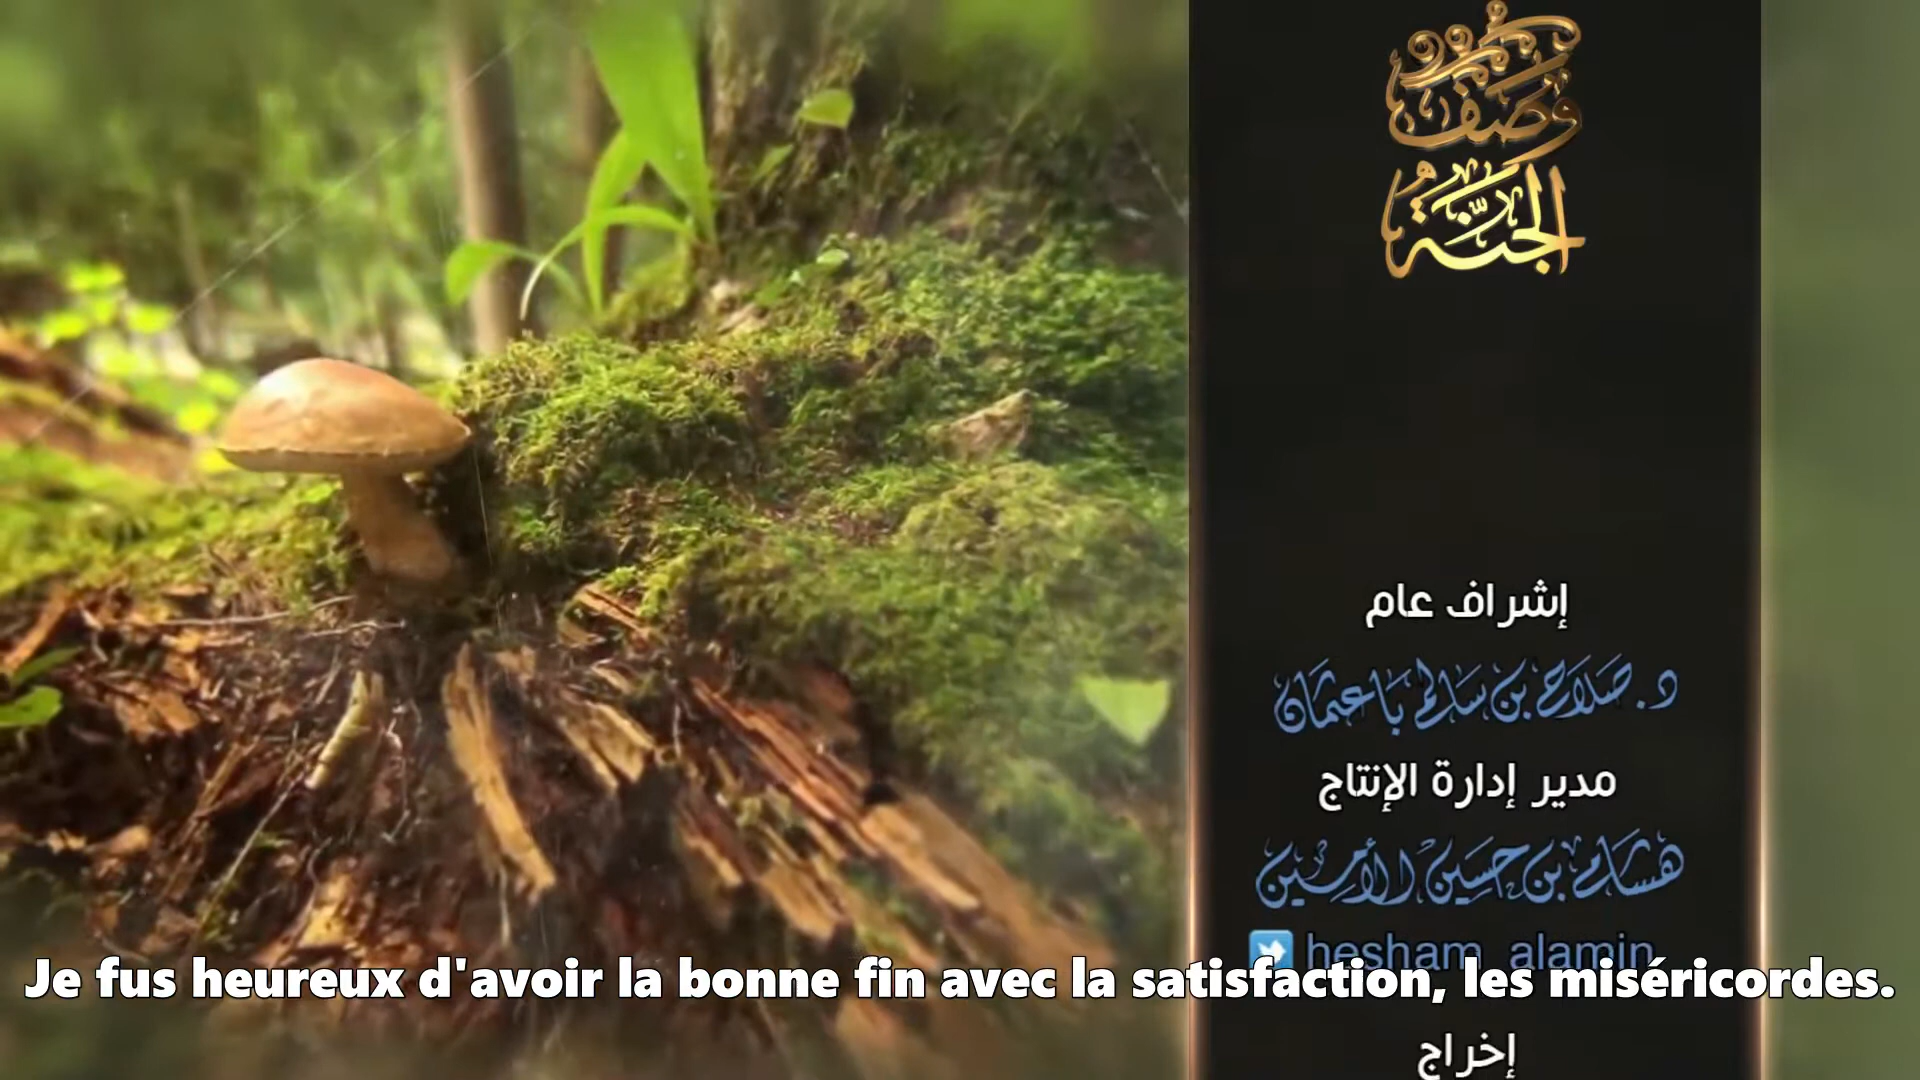 وصف
الجنة
إشراف عام
د. صلاح بن سالم باعثمان
مدير إدارة الإنتاج
هشام بن حسين الأمين
hesham_alamin
Je fus heureux d'avoir la bonne fin avec la satisfaction, les miséricordes.
إخراج